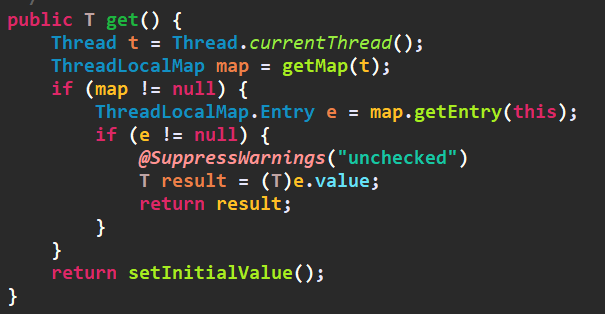 public T get() {
    Thread t = Thread.currentThread();
    ThreadLocalMap map = getMap(t);
    if (map != null) {
        ThreadLocalMap.Entry e = map.getEntry(this);
        if (e != null) {
            @SuppressWarnings("unchecked")
            T result = (T)e.value;
            return result;
        }
    }
    return setInitialValue();
}